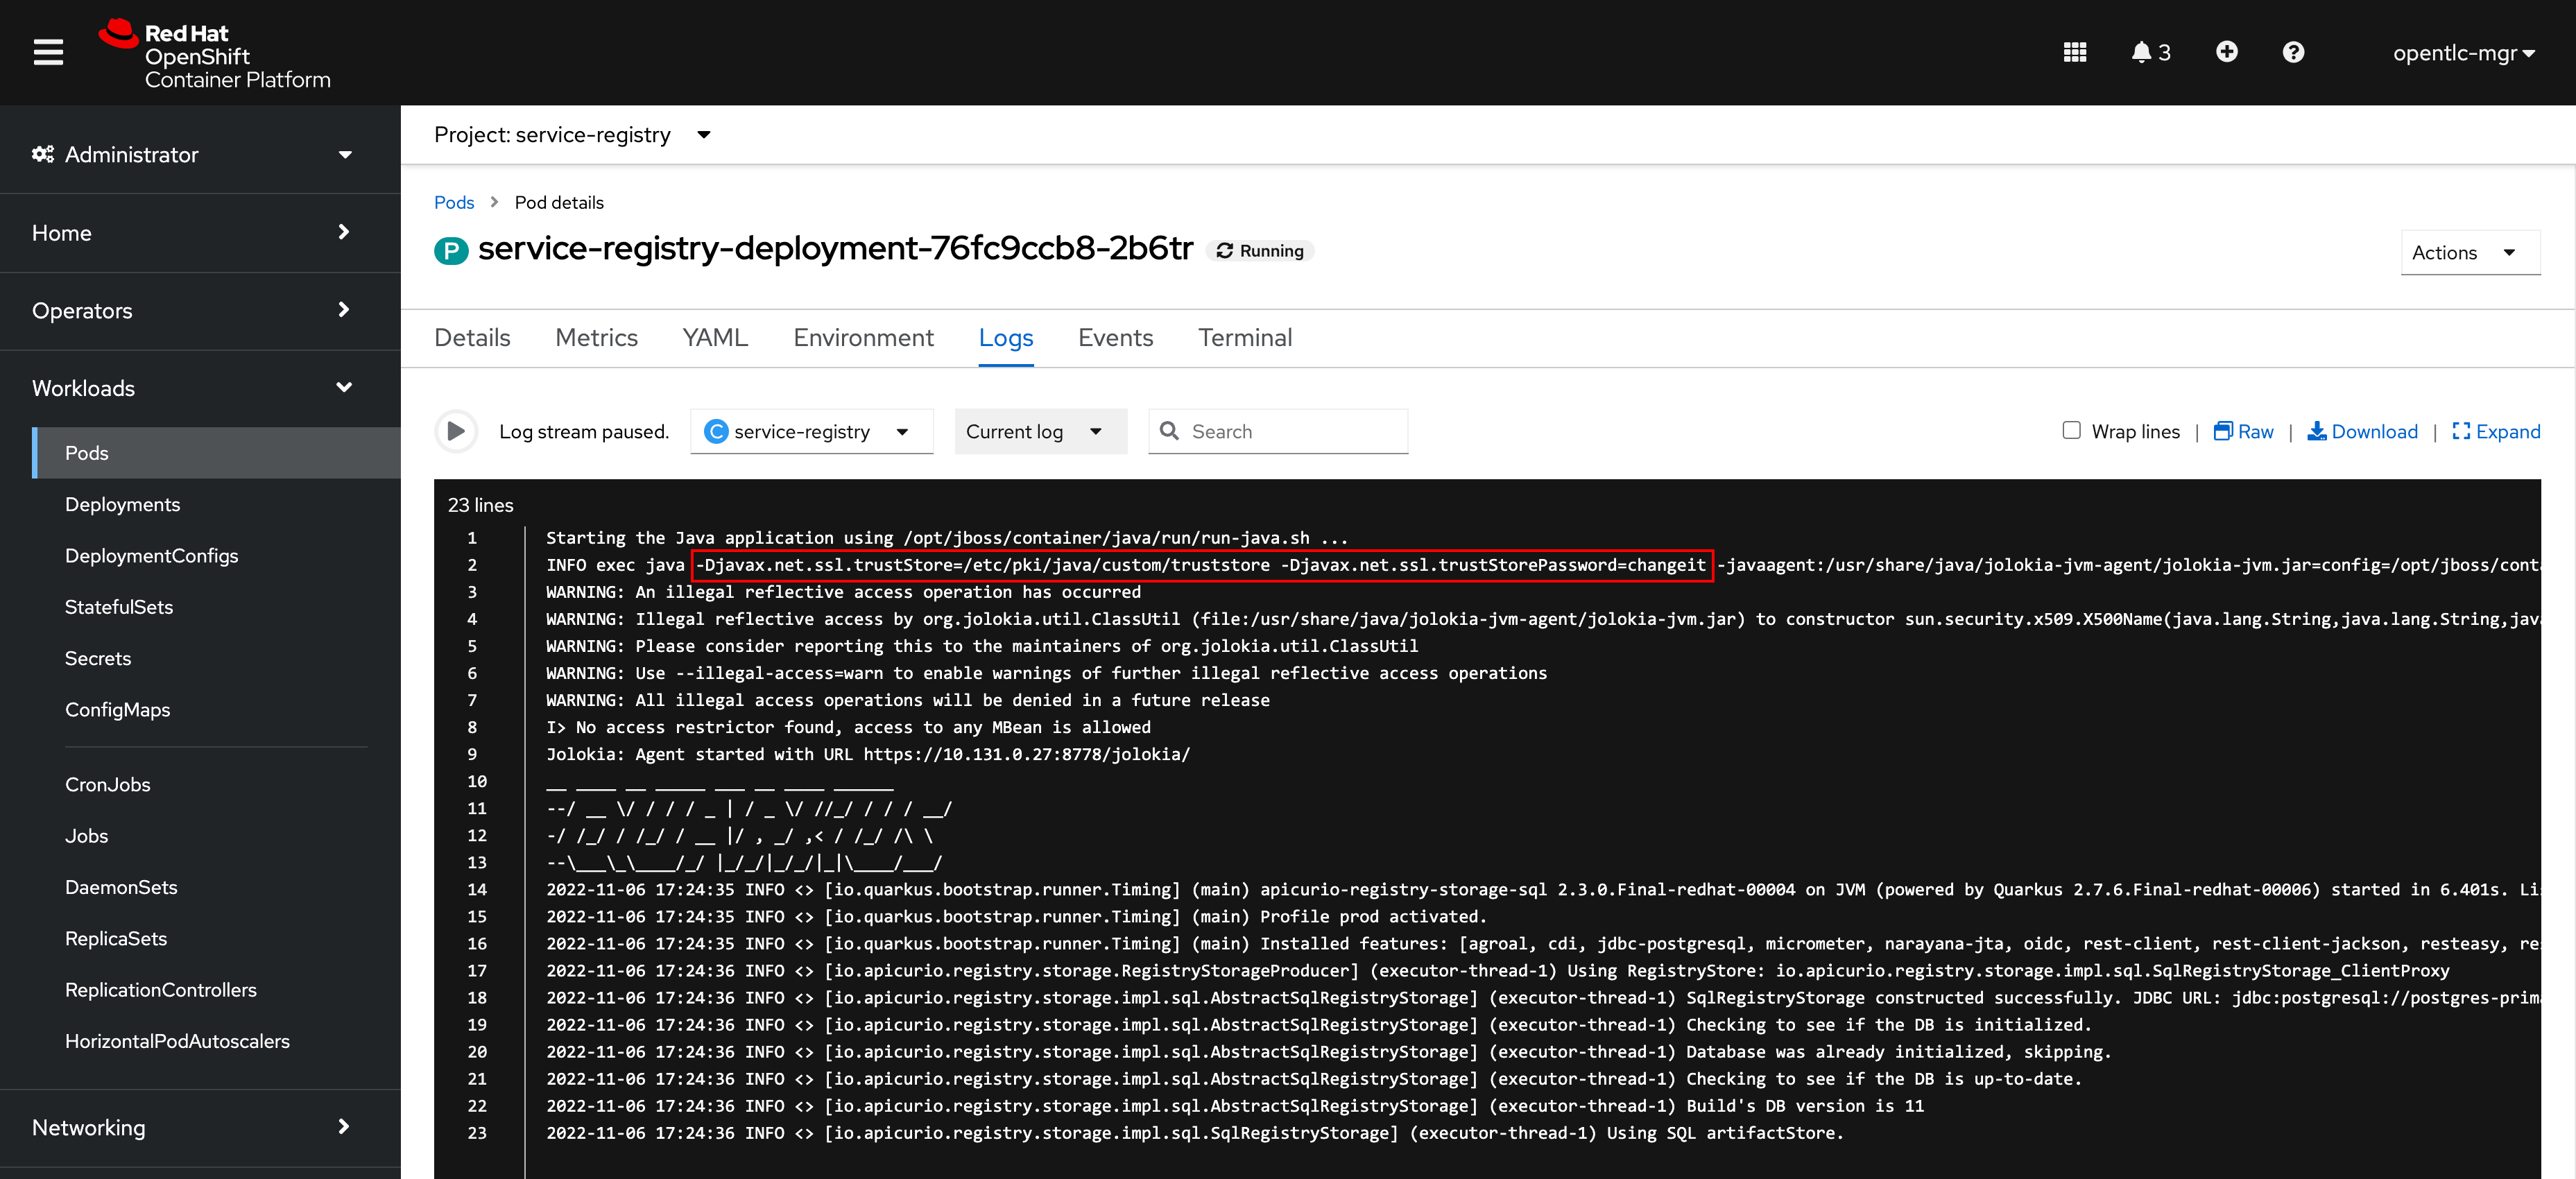 Red Hat
OpenShift
Container Platform
3
opentlc-mgr
Administrator
Home
Operators
Workloads
Pods
Deployments
DeploymentConfigs
StatefulSets
Secrets
ConfigMaps
CronJobs
Jobs
DaemonSets
ReplicaSets
ReplicationControllers
HorizontalPodAutoscalers
Networking
Project: service-registry
Pods > Pod details
P service-registry-deployment-76fc9ccb8-2b6tr Running
Actions
Details Metrics YAML Environment Logs Events Terminal
Log stream paused. C service-registry Current log Search Wrap lines | Raw | Download | Expand
23 lines
1 Starting the Java application using /opt/jboss/container/java/run/run-java.sh ...
2 INFO exec java -Djavax.net.ssl.trustStore=/etc/pki/java/custom/truststore -Djavax.net.ssl.trustStorePassword=changeit -javaagent:/usr/share/java/jolokia-jvm-agent/jolokia-jvm.jar=config=/opt/jboss/cont
3 WARNING: An illegal reflective access operation has occurred
4 WARNING: Illegal reflective access by org.jolokia.util.ClassUtil (file:/usr/share/java/jolokia-jvm-agent/jolokia-jvm.jar) to constructor sun.security.x509.X500Name(java.lang.String,java.lang.String,jav
5 WARNING: Please consider reporting this to the maintainers of org.jolokia.util.ClassUtil
6 WARNING: Use --illegal-access=warn to enable warnings of further illegal reflective access operations
7 WARNING: All illegal access operations will be denied in a future release
8 I> No access restrictor found, access to any MBean is allowed
9 Jolokia: Agent started with URL https://10.131.0.27:8778/jolokia/
10 __ ____ __ _____ ___ __ ____ ______
11 --/ __ \/ / / / _ | / _ \/ //_/ / / / __/
12 -/ /_/ / /_/ / __ |/ , _/ ,< / /_/ /\ \
13 --\___\_\____/_/ |_/_/|_/_/|_|\____/___/
14 2022-11-06 17:24:35 INFO <> [io.quarkus.bootstrap.runner.Timing] (main) apicurio-registry-storage-sql 2.3.0.Final-redhat-00004 on JVM (powered by Quarkus 2.7.6.Final-redhat-00006) started in 6.401s. Li
15 2022-11-06 17:24:35 INFO <> [io.quarkus.bootstrap.runner.Timing] (main) Profile prod activated.
16 2022-11-06 17:24:35 INFO <> [io.quarkus.bootstrap.runner.Timing] (main) Installed features: [agroal, cdi, jdbc-postgresql, micrometer, narayana-jta, oidc, rest-client, rest-client-jackson, resteasy, re
17 2022-11-06 17:24:36 INFO <> [io.apicurio.registry.storage.RegistryStorageProducer] (executor-thread-1) Using RegistryStore: io.apicurio.registry.storage.impl.sql.SqlRegistryStorage_ClientProxy
18 2022-11-06 17:24:36 INFO <> [io.apicurio.registry.storage.impl.sql.AbstractSqlRegistryStorage] (executor-thread-1) SqlRegistryStorage constructed successfully. JDBC URL: jdbc:postgresql://postgres-prim
19 2022-11-06 17:24:36 INFO <> [io.apicurio.registry.storage.impl.sql.AbstractSqlRegistryStorage] (executor-thread-1) Checking to see if the DB is initialized.
20 2022-11-06 17:24:36 INFO <> [io.apicurio.registry.storage.impl.sql.AbstractSqlRegistryStorage] (executor-thread-1) Database was already initialized, skipping.
21 2022-11-06 17:24:36 INFO <> [io.apicurio.registry.storage.impl.sql.AbstractSqlRegistryStorage] (executor-thread-1) Checking to see if the DB is up-to-date.
22 2022-11-06 17:24:36 INFO <> [io.apicurio.registry.storage.impl.sql.AbstractSqlRegistryStorage] (executor-thread-1) Build's DB version is 11
23 2022-11-06 17:24:36 INFO <> [io.apicurio.registry.storage.impl.sql.SqlRegistryStorage] (executor-thread-1) Using SQL artifactStore.